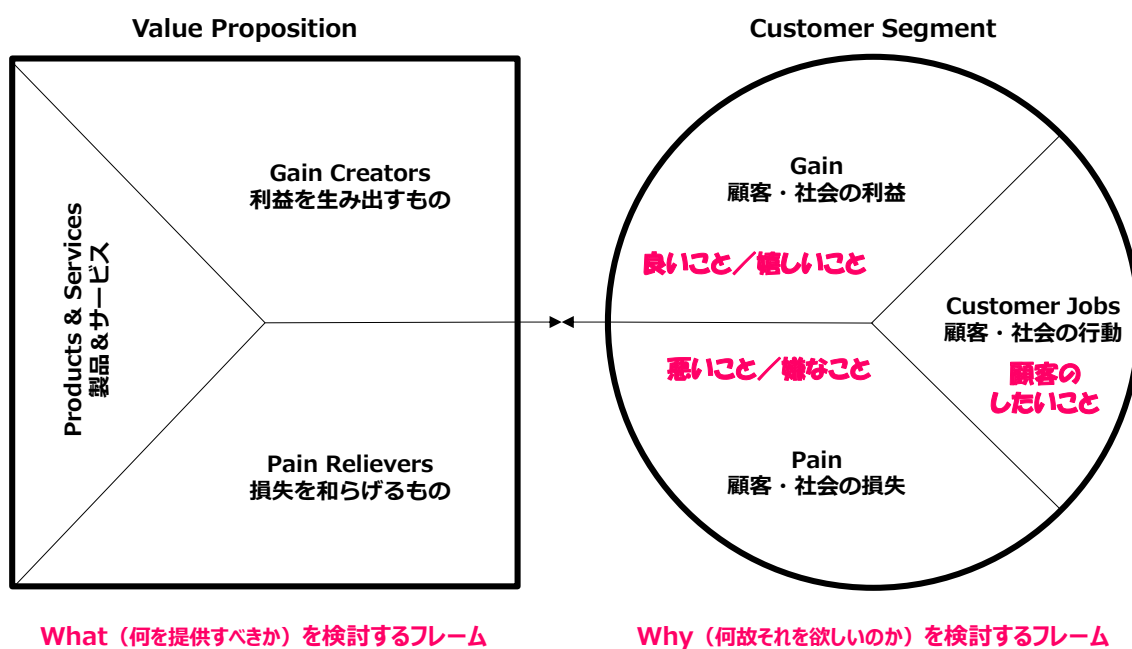 Value Proposition
Customer Segment
Products & Services
製品&サービス
Gain Creators
利益を生み出すもの
Pain Relievers
損失を和らげるもの
Gain
顧客・社会の利益
良いこと/嬉しいこと
Customer Jobs
顧客・社会の行動
顧客の
したいこと
悪いこと/嫌なこと
Pain
顧客・社会の損失
What(何を提供すべきか)を検討するフレーム
Why(何故それを欲しいのか)を検討するフレーム